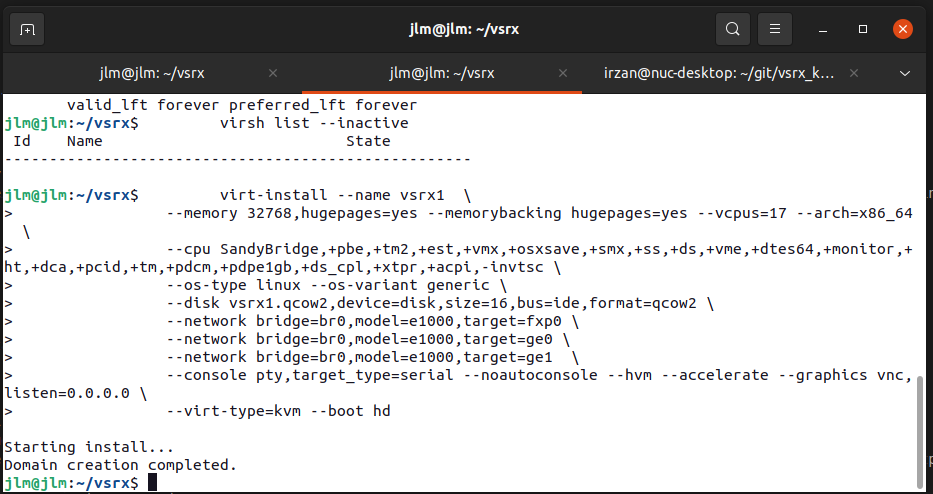 jlm@jlm: ~/vsrx
jlm@jlm: ~/vsrx
jlm@jlm: ~/vsrx
irzan@nuc-desktop: ~/git/vsrx_k...
valid_lft forever preferred_lft forever
jlm@jlm:~/vsrx$ virsh list --inactive
Id Name State
----------------------------------------------------
jlm@jlm:~/vsrx$ virt-install --name vsrx1 \
> --memory 32768,hugepages=yes --memorybacking hugepages=yes --vcpus=17 --arch=x86_64
\
> --cpu SandyBridge,+pbe,+tm2,+est,+vmx,+osxsave,+smx,+ss,+ds,+vme,+dtes64,+monitor,+
ht,+dca,+pcid,+tm,+pdcm,+pdpe1gb,+ds_cpl,+xtpr,+acpi,-invtsc \
> --os-type linux --os-variant generic \
> --disk vsrx1.qcow2,device=disk,size=16,bus=ide,format=qcow2 \
> --network bridge=br0,model=e1000,target=fxp0 \
> --network bridge=br0,model=e1000,target=ge0 \
> --network bridge=br0,model=e1000,target=ge1 \
> --console pty,target_type=serial --noautoconsole --hvm --accelerate --graphics vnc,
listen=0.0.0.0 \
> --virt-type=kvm --boot hd
Starting install...
Domain creation completed.
jlm@jlm:~/vsrx$